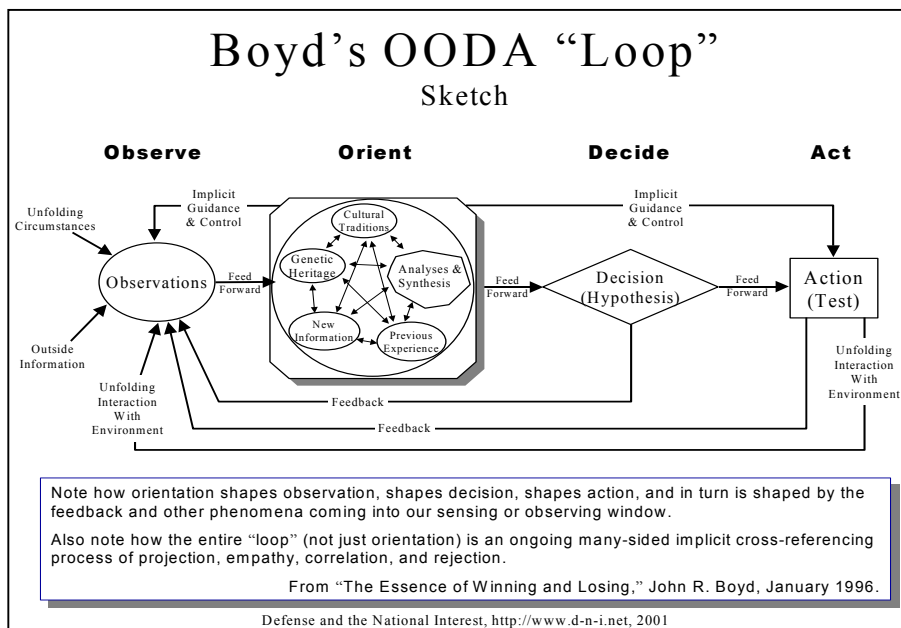 Boyd’s OODA “Loop”
Sketch
Observe
Orient
Decide
Act
Implicit
Guidance
& Control
Implicit
Guidance
& Control
Unfolding
Circumstances
Cultural
Traditions
Genetic
Heritage
Analyses &
Synthesis
New
Information
Previous
Experience
Observations
Feed
Forward
Feed
Forward
Decision
(Hypothesis)
Feed
Forward
Action
(Test)
Outside
Information
Unfolding
Interaction
With
Environment
Unfolding
Interaction
With
Environment
Feedback
Feedback
Note how orientation shapes observation, shapes decision, shapes action, and in turn is shaped by the
feedback and other phenomena coming into our sensing or observing window.
Also note how the entire “loop” (not just orientation) is an ongoing many-sided implicit cross-referencing
process of projection, empathy, correlation, and rejection.
From “The Essence of Winning and Losing,” John R. Boyd, January 1996.
Defense and the National Interest, http://www.d-n-i.net, 2001